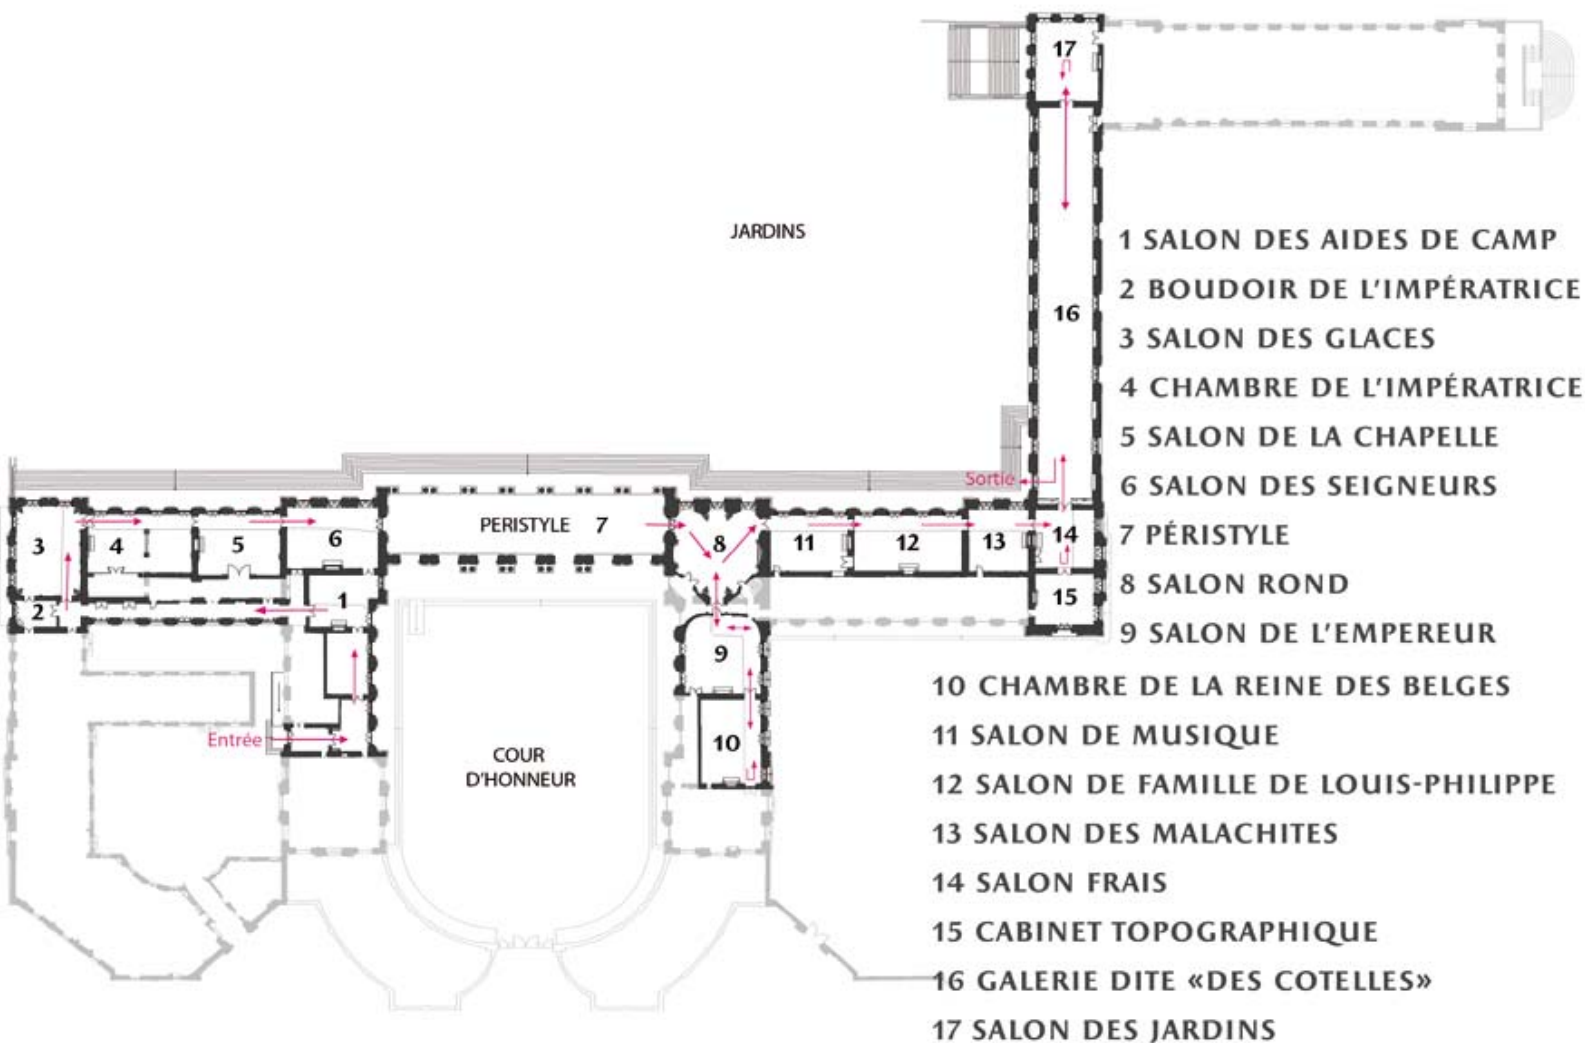 17
JARDINS
16
1 SALON DES AIDES DE CAMP
2 BOUDOIR DE L'IMPÉRATRICE
3 SALON DES GLACES
4 CHAMBRE DE L'IMPÉRATRICE
5 SALON DE LA CHAPELLE
6 SALON DES SEIGNEURS
7 PÉRISTYLE
8 SALON ROND
9 SALON DE L'EMPEREUR
10 CHAMBRE DE LA REINE DES BELGES
11 SALON DE MUSIQUE
12 SALON DE FAMILLE DE LOUIS-PHILIPPE
13 SALON DES MALACHITES
14 SALON FRAIS
15 CABINET TOPOGRAPHIQUE
16 GALERIE DITE «DES COTELLES»
17 SALON DES JARDINS
Sortie
3
4
5
6
PERISTYLE 7
8
11
12
13
14
2
1
15
9
Entrée
10
COUR
D'HONNEUR